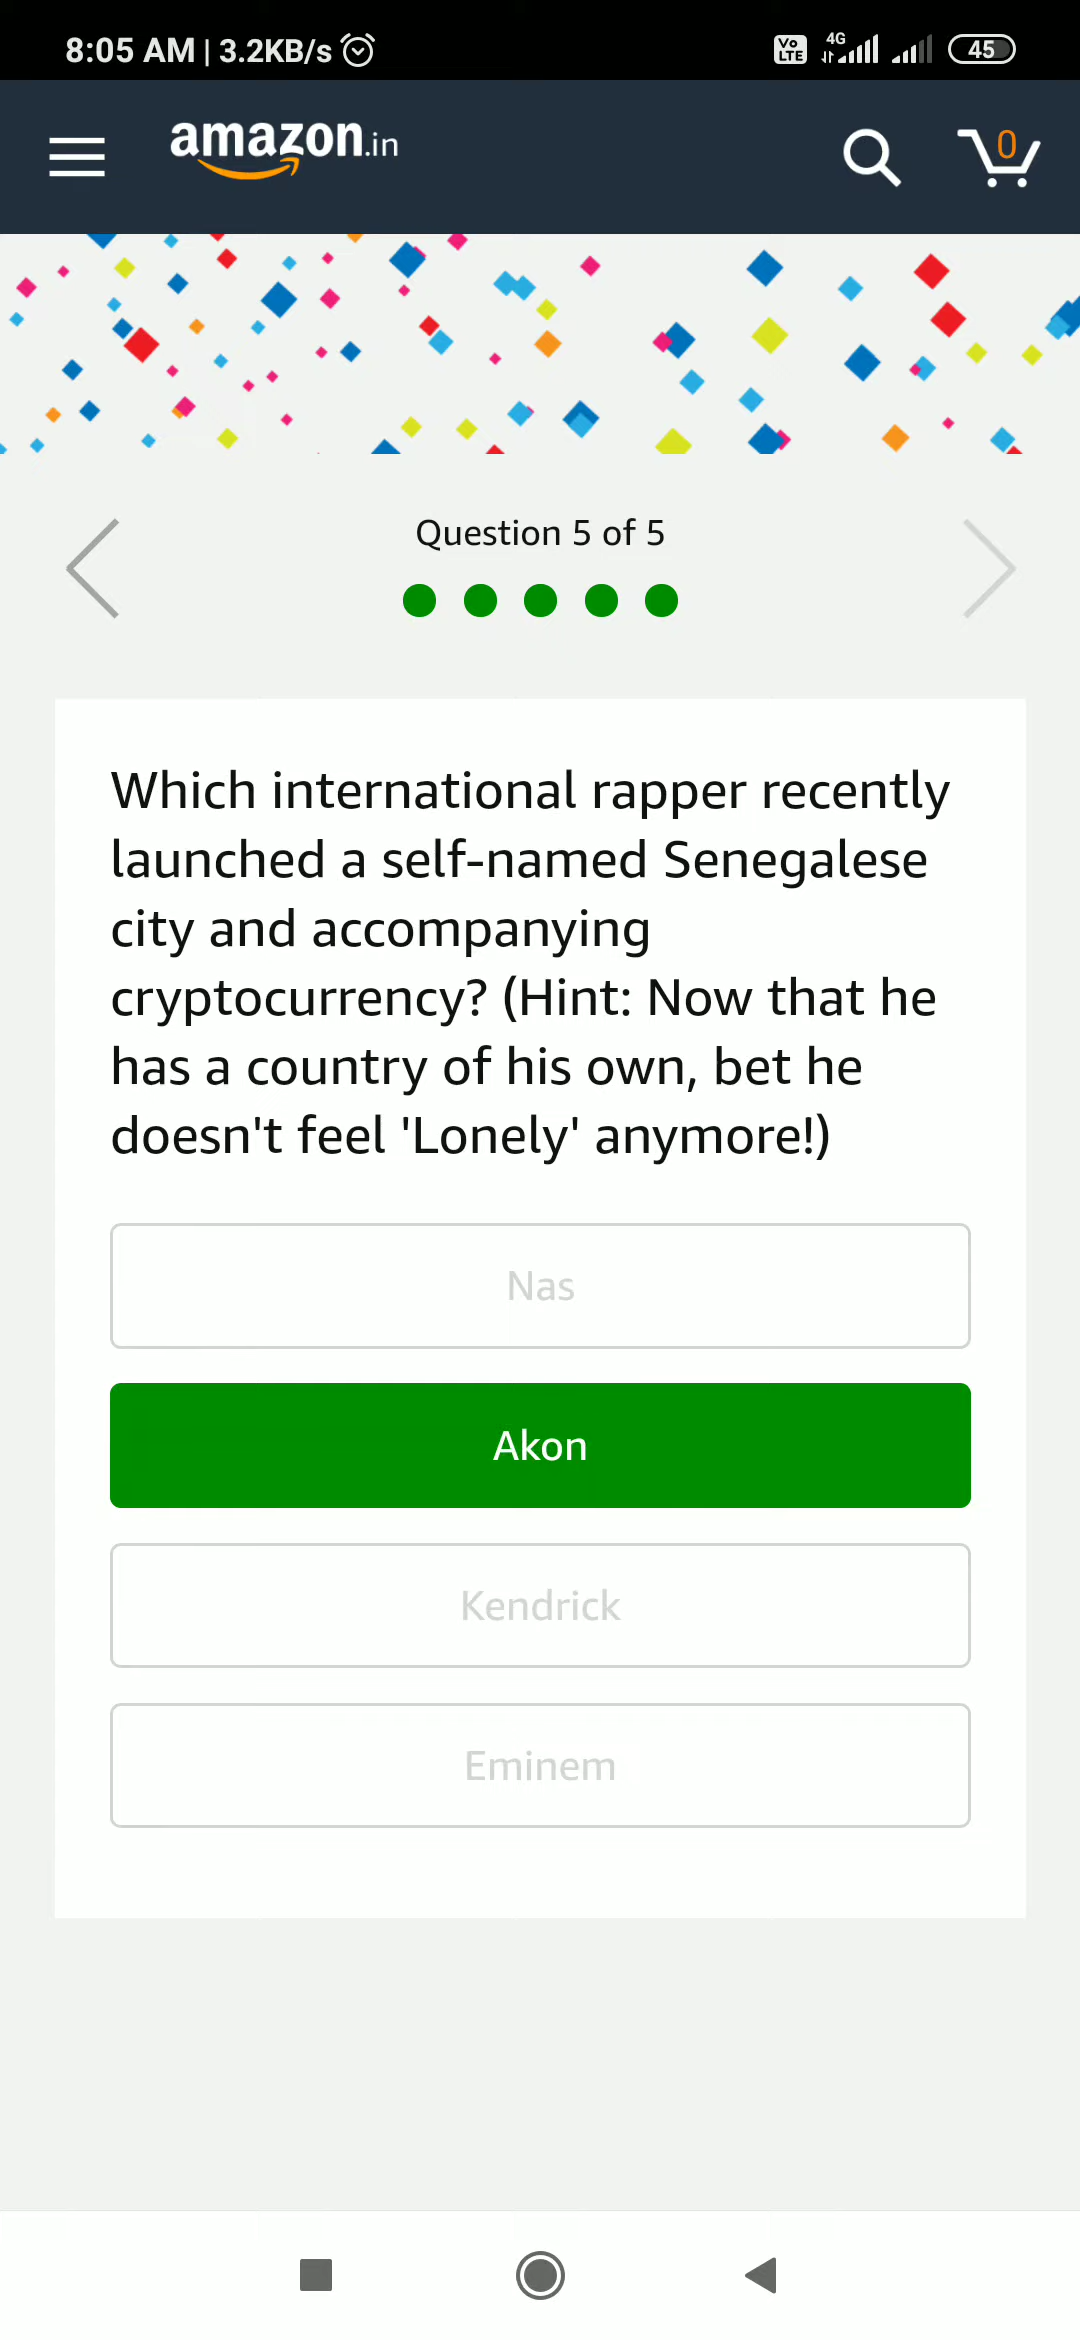 8:05 AM | 3.2KB/s
Vo LTE 4G 45
amazon.in
0
Question 5 of 5
Which international rapper recently
launched a self-named Senegalese
city and accompanying
cryptocurrency? (Hint: Now that he
has a country of his own, bet he
doesn't feel 'Lonely' anymore!)
Nas
Akon
Kendrick
Eminem